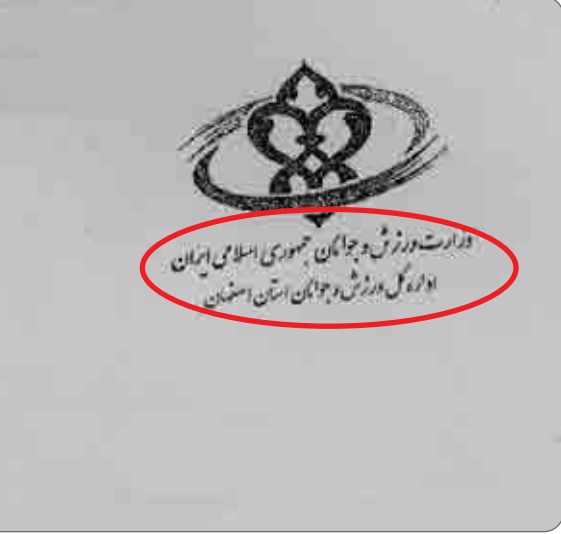 وزارت ورزش و جوانان جمهوری اسلامی ایران
اداره کل ورزش و جوانان استان اصفهان